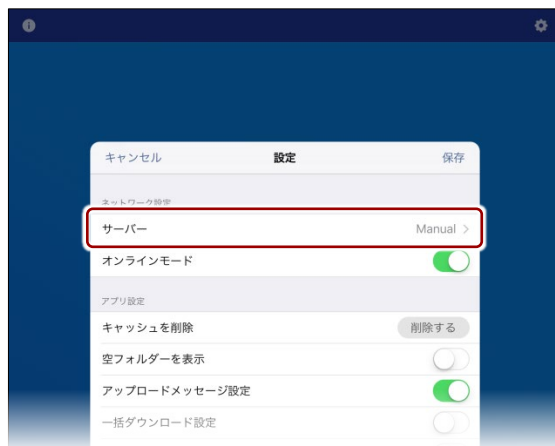 キャンセル 設定 保存
ネットワーク設定
サーバー Manual >
オンラインモード
アプリ設定
キャッシュを削除 削除する
空フォルダーを表示
アップロードメッセージ設定
一括ダウンロード設定